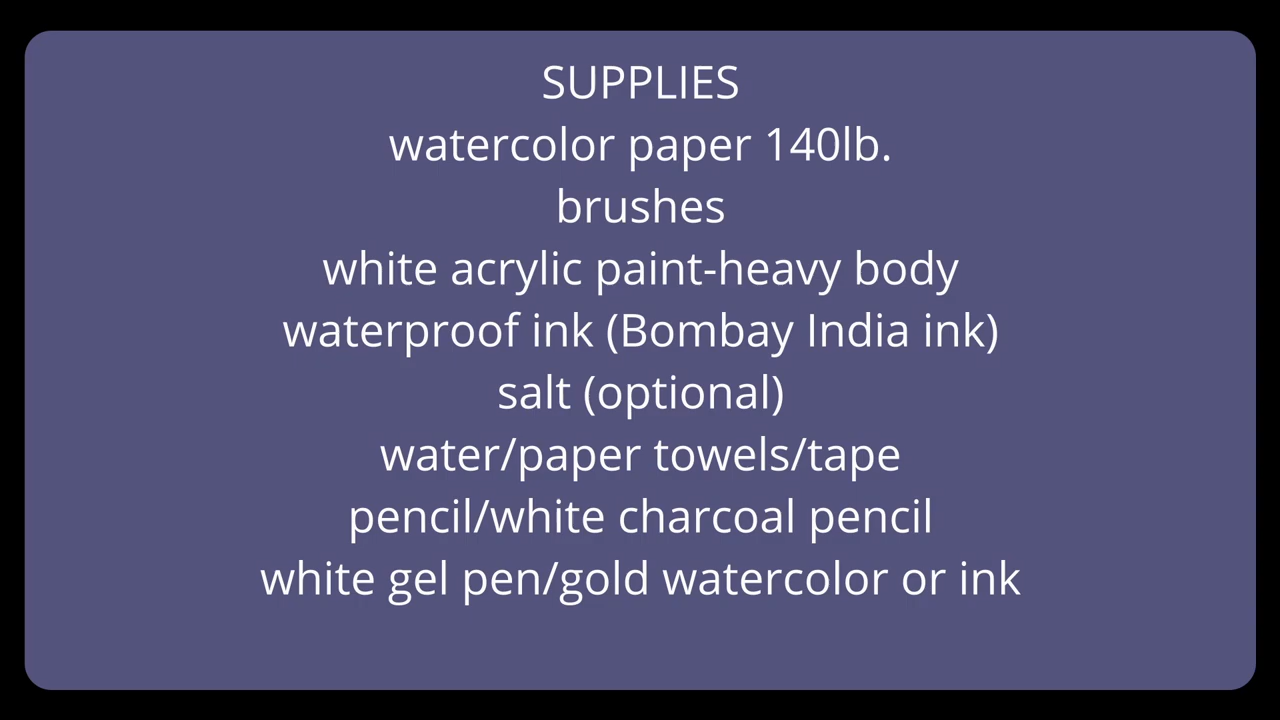 SUPPLIES
watercolor paper 140lb.
brushes
white acrylic paint-heavy body
waterproof ink (Bombay India ink)
salt (optional)
water/paper towels/tape
pencil/white charcoal pencil
white gel pen/gold watercolor or ink